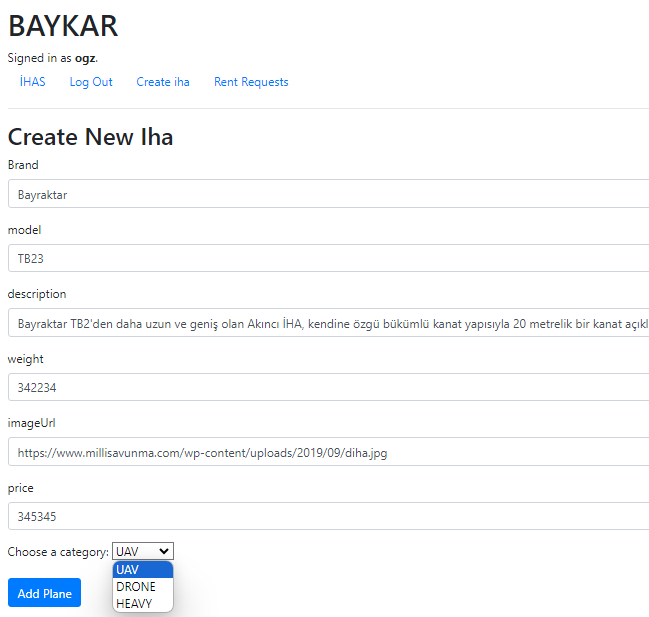 BAYKAR
Signed in as ogz.
İHAS Log Out Create iha Rent Requests
Create New Iha
Brand
Bayraktar
model
TB23
description
Bayraktar TB2'den daha uzun ve geniş olan Akıncı İHA, kendine özgü bükümlü kanat yapısıyla 20 metrelik bir kanat açıkl
weight
342234
imageUrl
https://www.millisavunma.com/wp-content/uploads/2019/09/diha.jpg
price
345345
Choose a category: UAV
UAV
DRONE
HEAVY
Add Plane